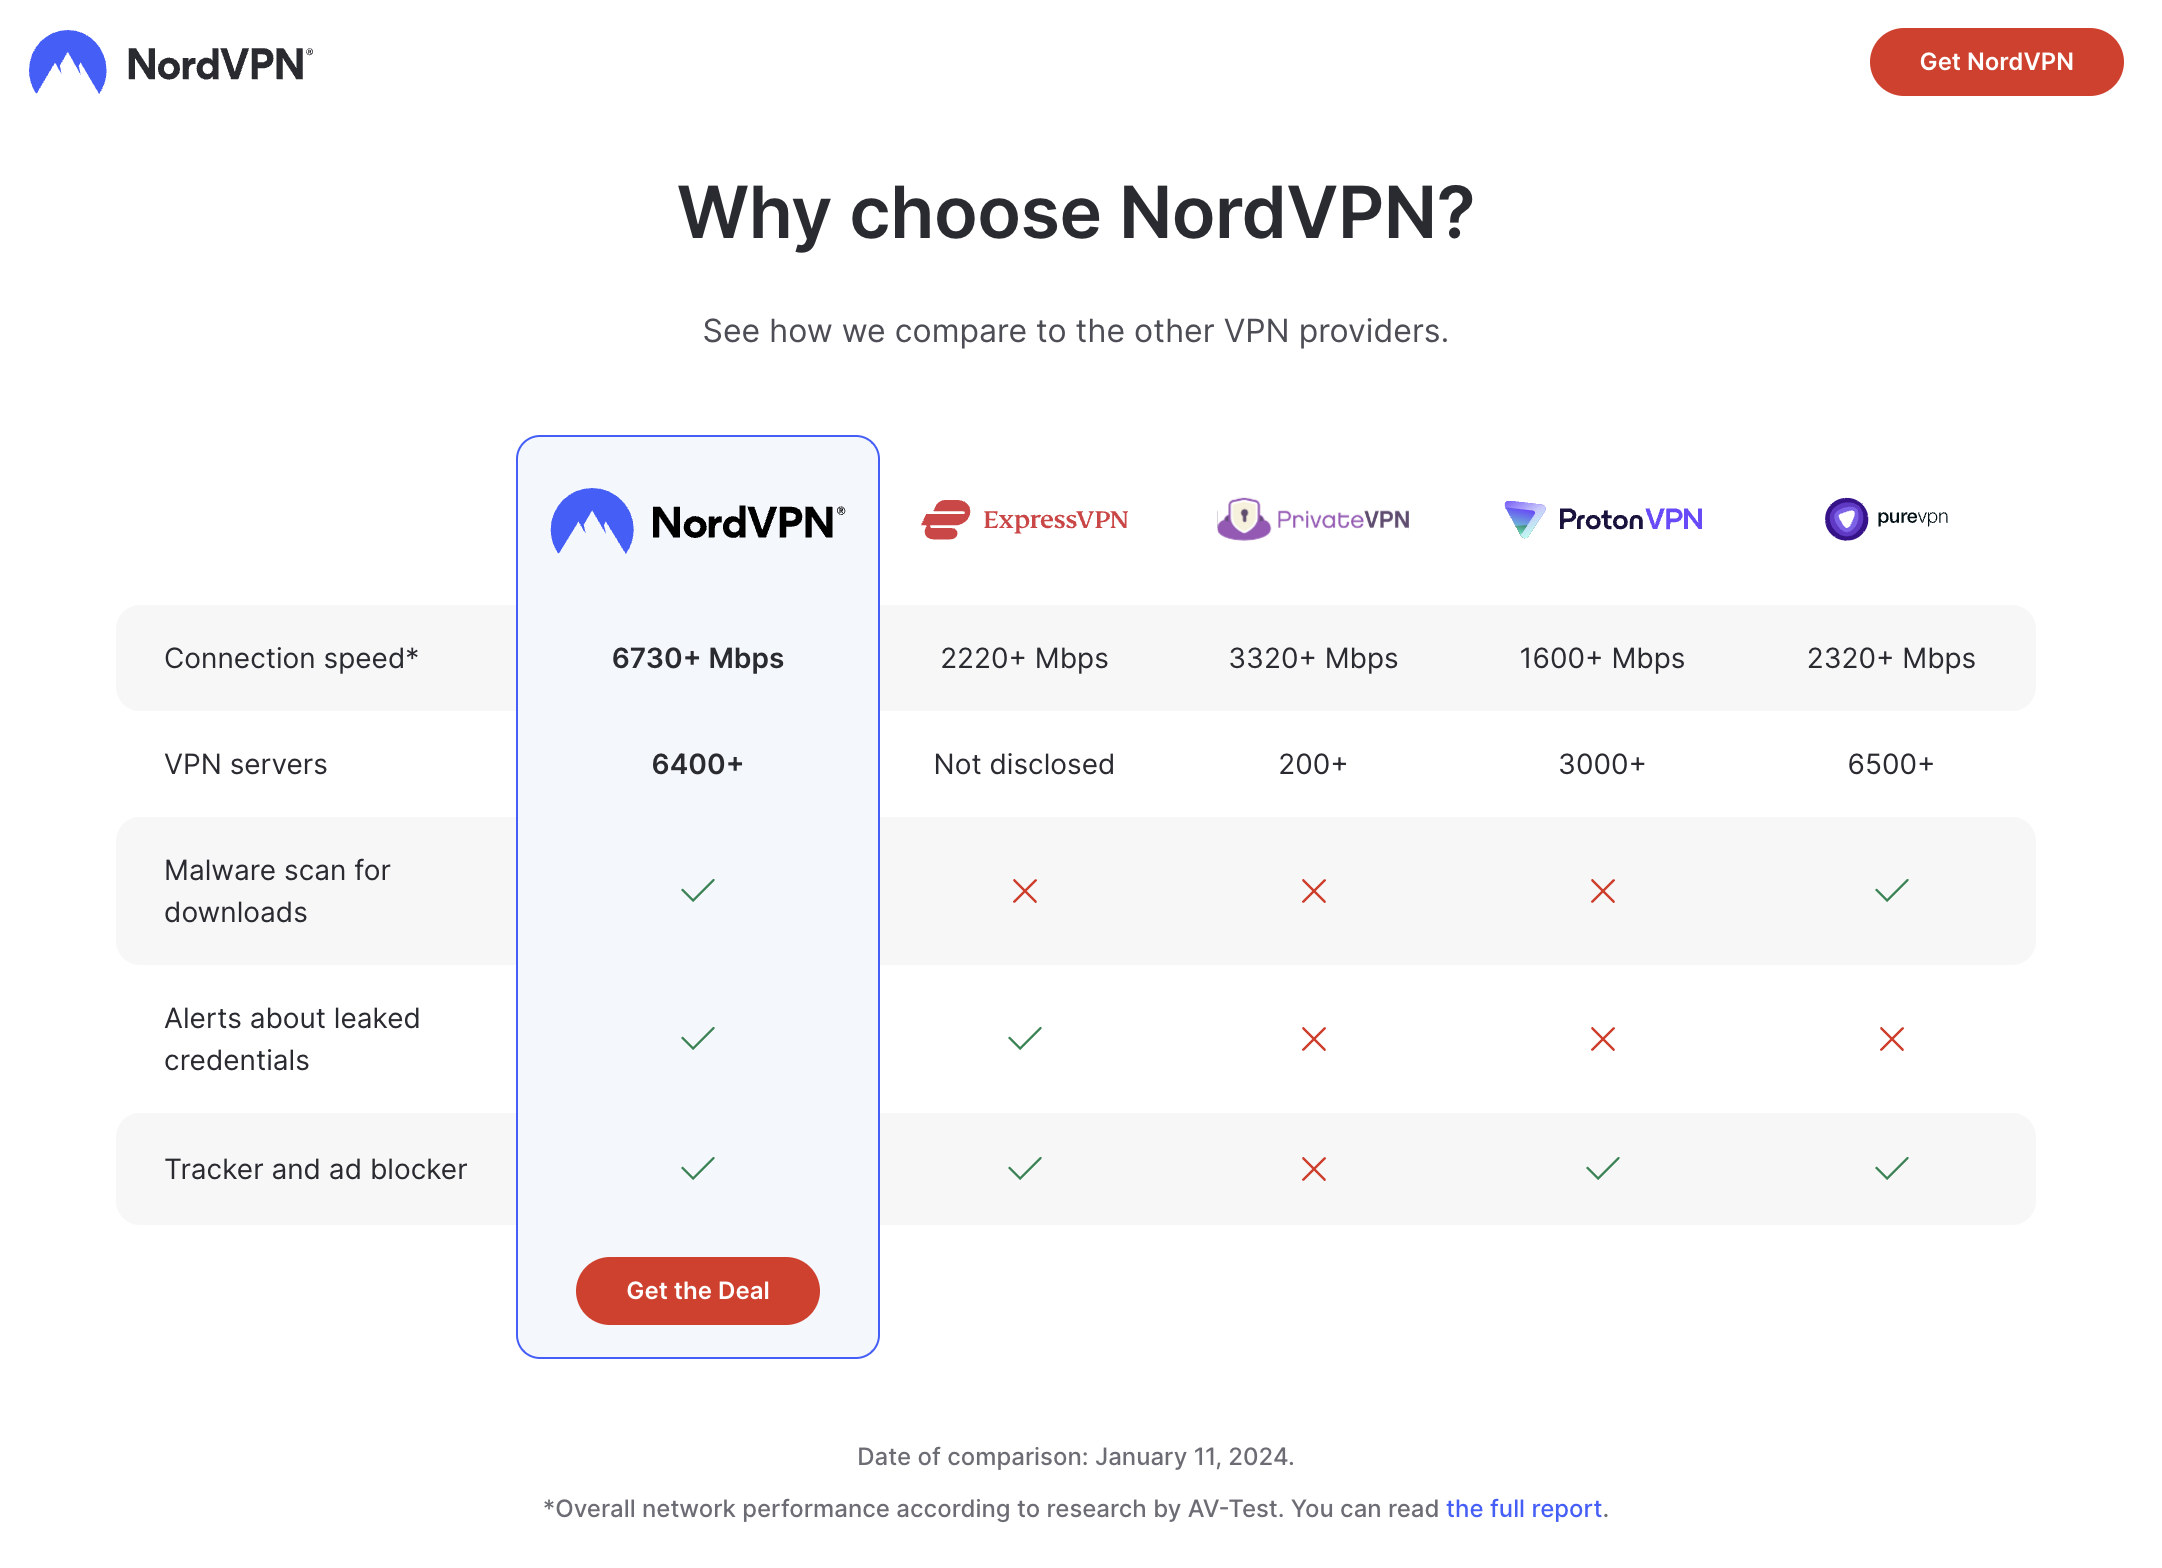 NordVPN®
Get NordVPN
Why choose NordVPN?
See how we compare to the other VPN providers.
NordVPN® ExpressVPN PrivateVPN ProtonVPN purevpn
Connection speed* 6730+ Mbps 2220+ Mbps 3320+ Mbps 1600+ Mbps 2320+ Mbps
VPN servers 6400+ Not disclosed 200+ 3000+ 6500+
Malware scan for
downloads
Alerts about leaked
credentials
Tracker and ad blocker
Get the Deal
Date of comparison: January 11, 2024.
*Overall network performance according to research by AV-Test. You can read the full report.